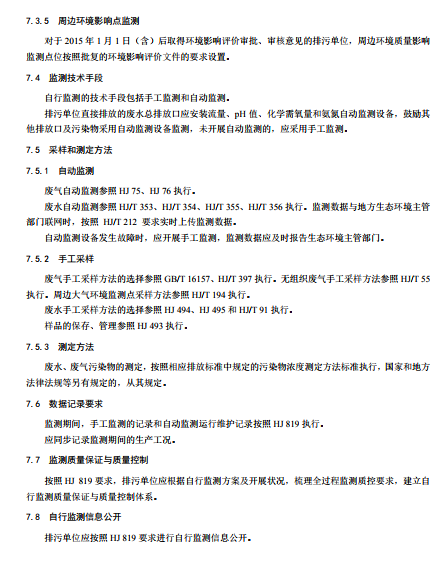 7.3.5 周边环境影响点监测
对于 2015 年 1 月 1 日（含）后取得环境影响评价审批、审核意见的排污单位，周边环境质量影响
监测点位按照批复的环境影响评价文件的要求设置。
7.4 监测技术手段
自行监测的技术手段包括手工监测和自动监测。
排污单位直接排放的废水总排放口应安装流量、pH 值、化学需氧量和氨氮自动监测设备，鼓励其
他排放口及污染物采用自动监测设备监测，未开展自动监测的，应采用手工监测。
7.5 采样和测定方法
7.5.1 自动监测
废气自动监测参照 HJ 75、HJ 76 执行。
废水自动监测参照 HJ/T 353、HJ/T 354、HJ/T 355、HJ/T 356 执行。监测数据与地方生态环境主管
部门联网时，按照 HJ/T 212 要求实时上传监测数据。
自动监测设备发生故障时，应开展手工监测，监测数据应及时报告生态环境主管部门。
7.5.2 手工采样
废气手工采样方法的选择参照 GB/T 16157、HJ/T 397 执行。无组织废气手工采样方法参照 HJ/T 55
执行。周边大气环境监测点采样方法参照 HJ/T 194 执行。
废水手工采样方法的选择参照 HJ 494、HJ 495 和 HJ/T 91 执行。
样品的保存、管理参照 HJ 493 执行。
7.5.3 测定方法
废水、废气污染物的测定，按照相应排放标准中规定的污染物浓度测定方法标准执行，国家和地方
法律法规等另有规定的，从其规定。
7.6 数据记录要求
监测期间，手工监测的记录和自动监测运行维护记录按照 HJ 819 执行。
应同步记录监测期间的生产工况。
7.7 监测质量保证与质量控制
按照 HJ 819 要求，排污单位应根据自行监测方案及开展状况，梳理全过程监测质控要求，建立自
行监测质量保证与质量控制体系。
7.8 自行监测信息公开
排污单位应按照 HJ 819 要求进行自行监测信息公开。